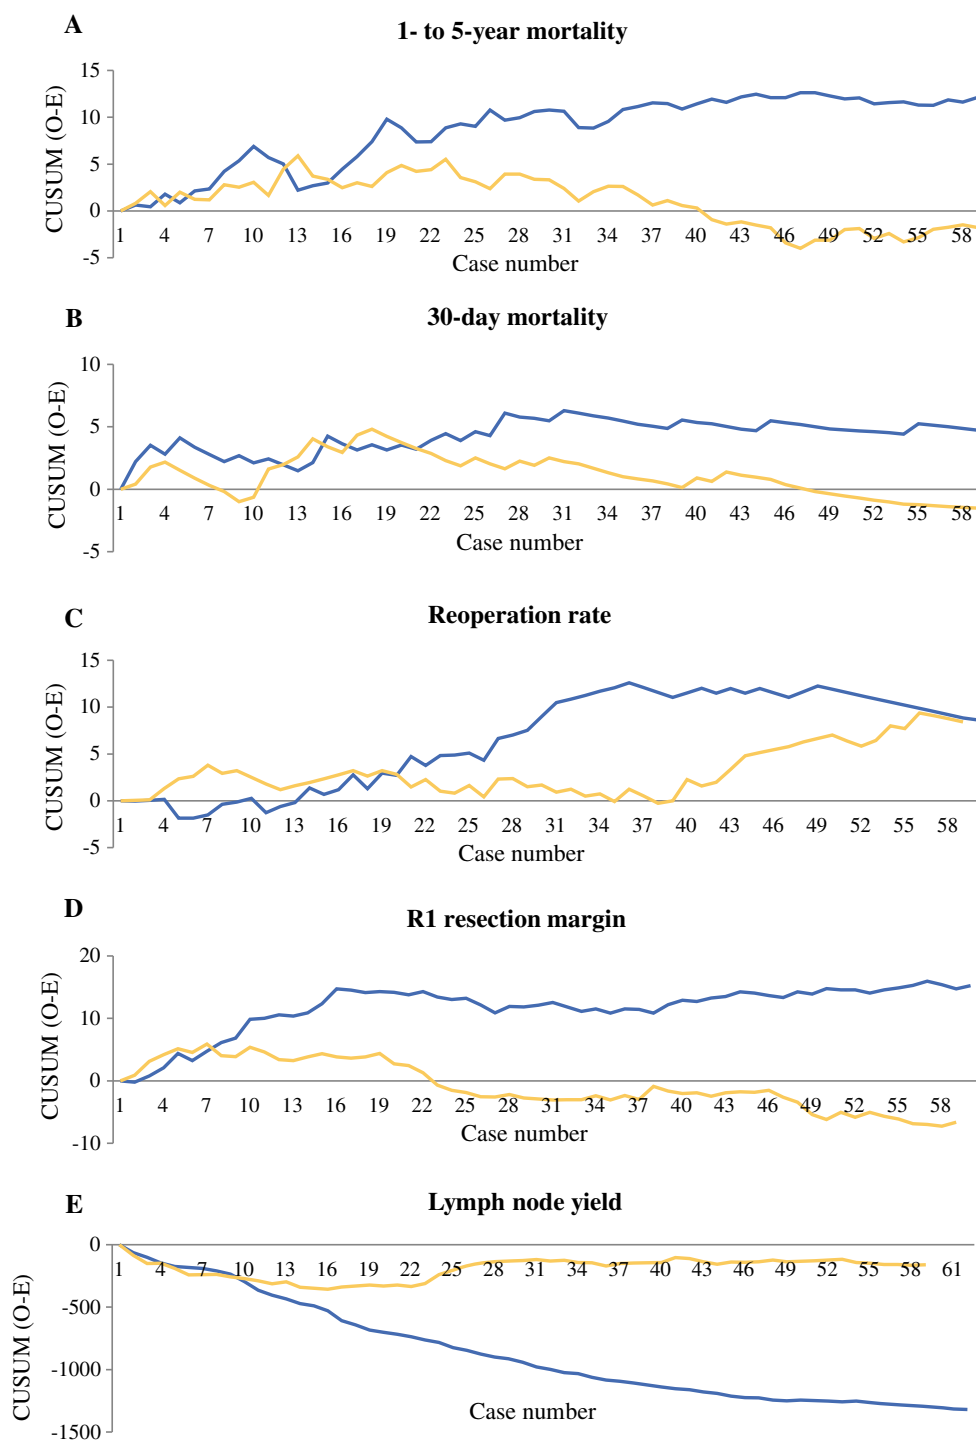 A
1- to 5-year mortality
15
10
5
0
-5
CUSUM (O-E)
1 4 7 10 13 16 19 22 25 28 31 34 37 40 43 46 49 52 55 58
Case number
B
30-day mortality
10
5
0
-5
CUSUM (O-E)
1 4 7 10 13 16 19 22 25 28 31 34 37 40 43 46 49 52 55 58
Case number
C
Reoperation rate
15
10
5
0
-5
CUSUM (O-E)
1 4 7 10 13 16 19 22 25 28 31 34 37 40 43 46 49 52 55 58
Case number
D
R1 resection margin
20
10
0
-10
CUSUM (O-E)
1 4 7 10 13 16 19 22 25 28 31 34 37 40 43 46 49 52 55 58
Case number
E
Lymph node yield
0
-500
-1000
-1500
CUSUM (O-E)
1 4 7 10 13 16 19 22 25 28 31 34 37 40 43 46 49 52 55 58 61
Case number